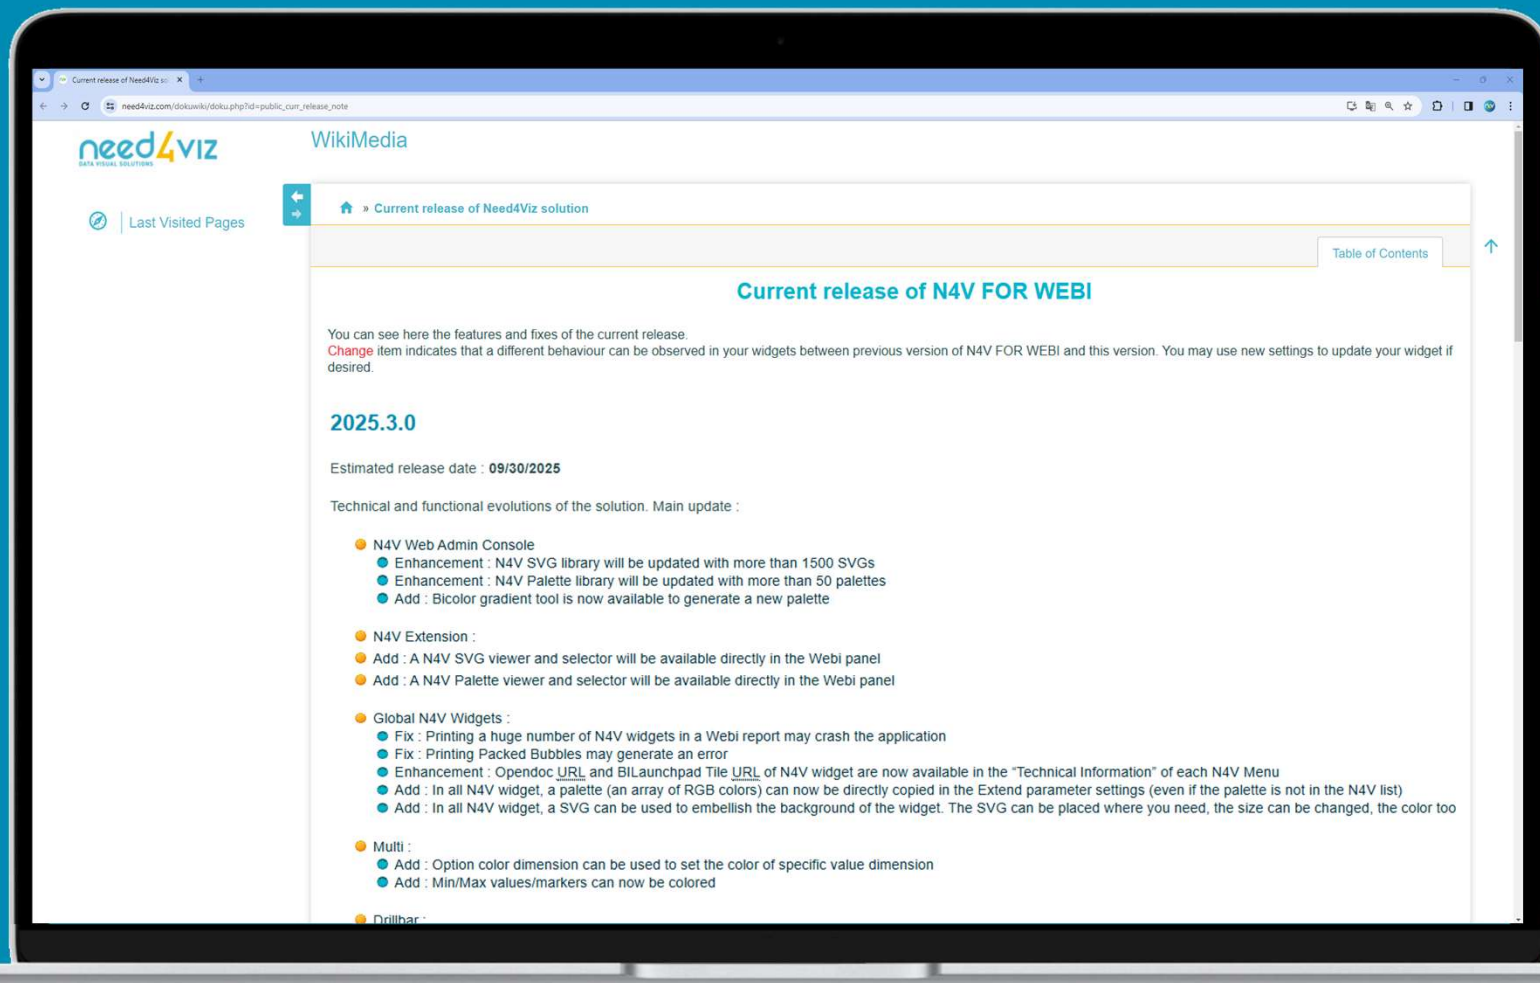 Current release of Need4Viz so
need4viz.com/dokuwiki/doku.php?id=public_curr_release_note
need4viz
DATA VISUAL SOLUTIONS
WikiMedia
Last Visited Pages
» Current release of Need4Viz solution
Table of Contents
Current release of N4V FOR WEBI
You can see here the features and fixes of the current release.
Change item indicates that a different behaviour can be observed in your widgets between previous version of N4V FOR WEBI and this version. You may use new settings to update your widget if
desired.
2025.3.0
Estimated release date : 09/30/2025
Technical and functional evolutions of the solution. Main update :
N4V Web Admin Console
Enhancement : N4V SVG library will be updated with more than 1500 SVGs
Enhancement : N4V Palette library will be updated with more than 50 palettes
Add : Bicolor gradient tool is now available to generate a new palette
N4V Extension :
Add : A N4V SVG viewer and selector will be available directly in the Webi panel
Add : A N4V Palette viewer and selector will be available directly in the Webi panel
Global N4V Widgets :
Fix : Printing a huge number of N4V widgets in a Webi report may crash the application
Fix : Printing Packed Bubbles may generate an error
Enhancement : Opendoc URL and BILaunchpad Tile URL of N4V widget are now available in the “Technical Information” of each N4V Menu
Add : In all N4V widget, a palette (an array of RGB colors) can now be directly copied in the Extend parameter settings (even if the palette is not in the N4V list)
Add : In all N4V widget, a SVG can be used to embellish the background of the widget. The SVG can be placed where you need, the size can be changed, the color too
Multi :
Add : Option color dimension can be used to set the color of specific value dimension
Add : Min/Max values/markers can now be colored
Drillbar :